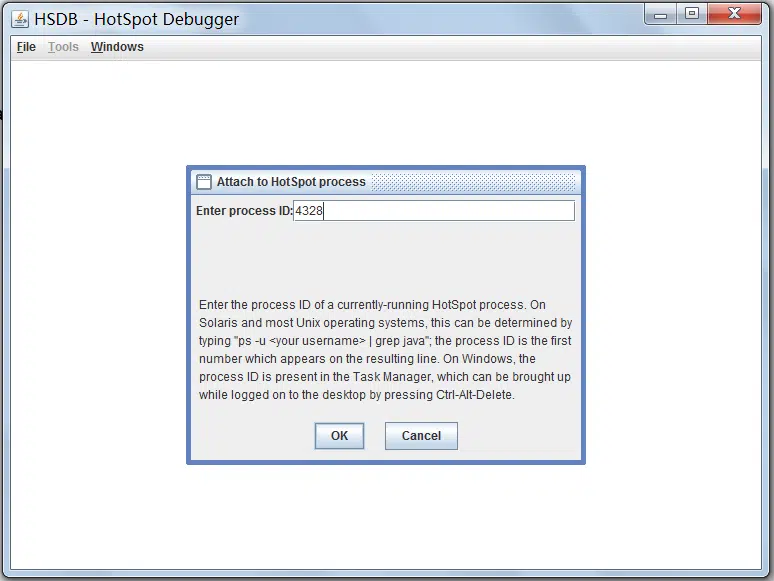 HSDB - HotSpot Debugger
File Tools Windows
Attach to HotSpot process
Enter process ID: 4328
Enter the process ID of a currently-running HotSpot process. On
Solaris and most Unix operating systems, this can be determined by
typing "ps -u <your username> | grep java"; the process ID is the first
number which appears on the resulting line. On Windows, the
process ID is present in the Task Manager, which can be brought up
while logged on to the desktop by pressing Ctrl-Alt-Delete.
OK Cancel